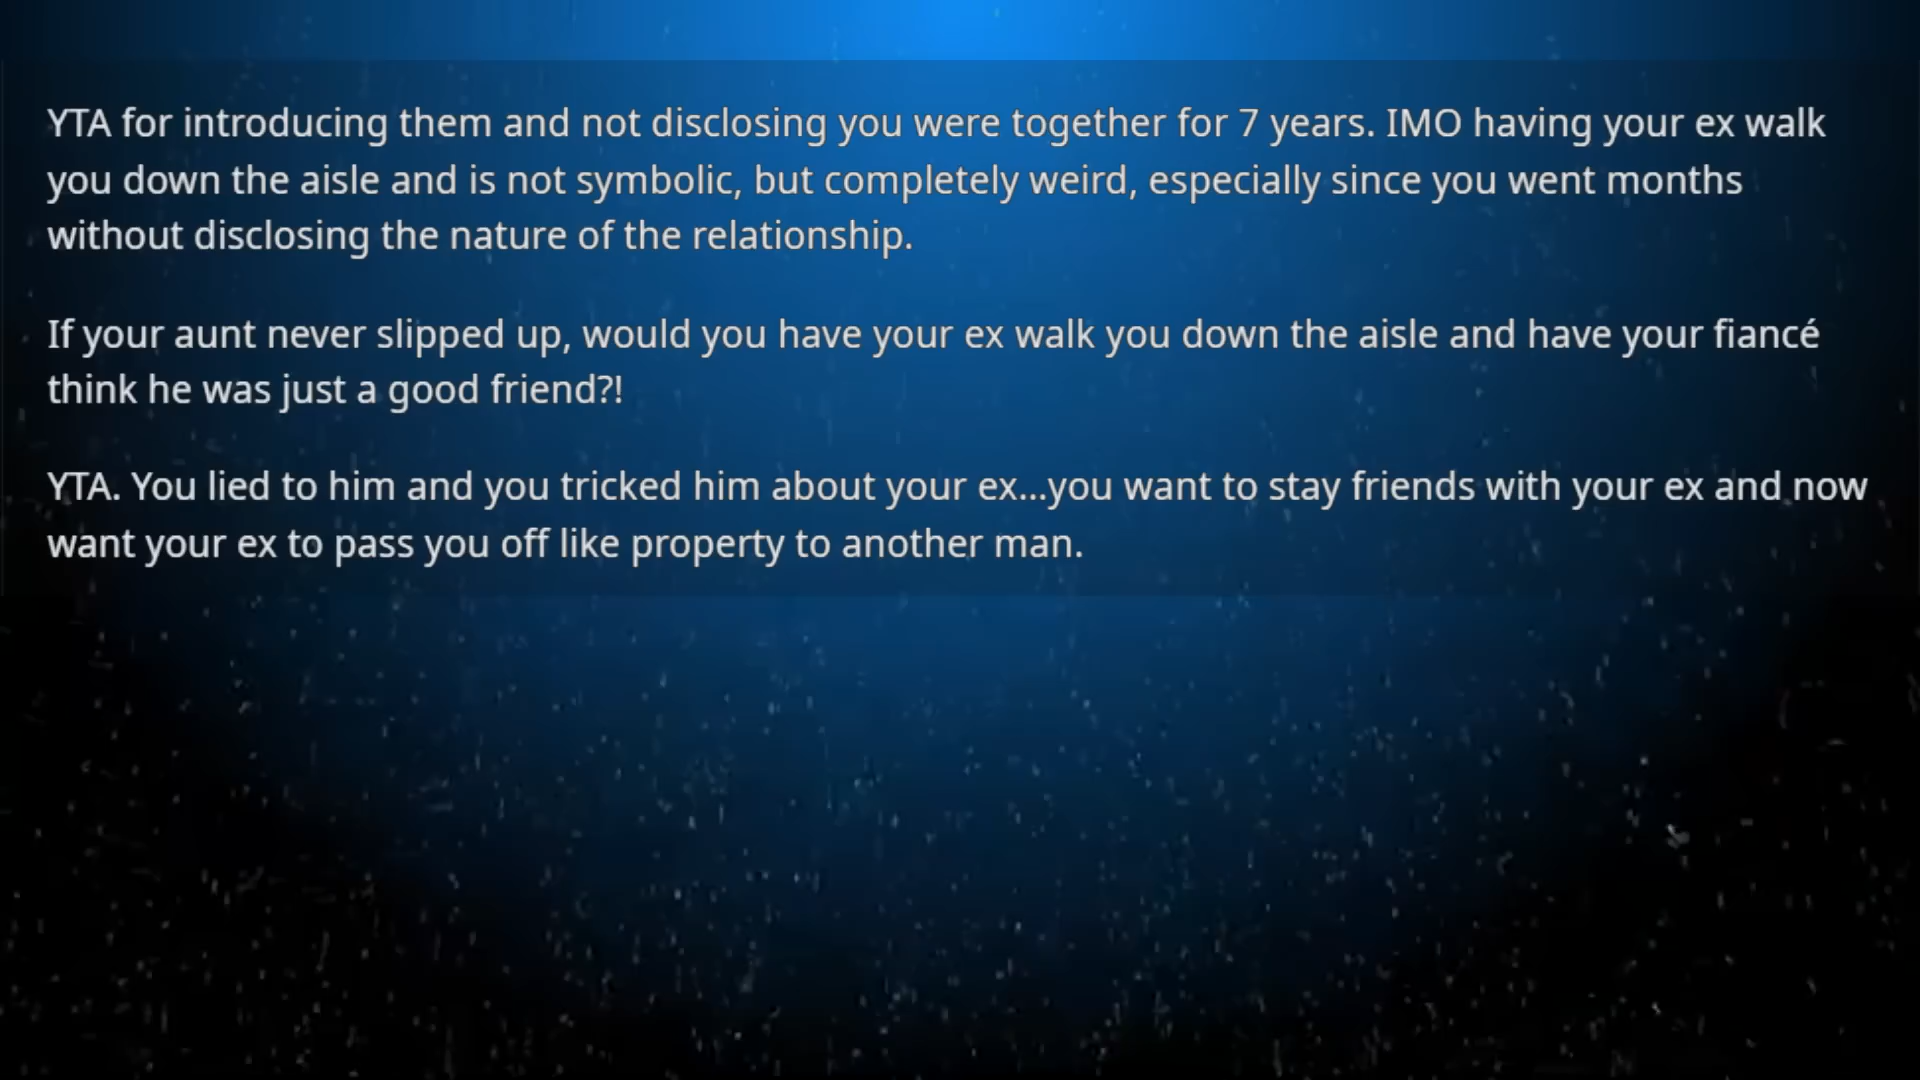 YTA for introducing them and not disclosing you were together for 7 years. IMO having your ex walk
you down the aisle and is not symbolic, but completely weird, especially since you went months
without disclosing the nature of the relationship.
If your aunt never slipped up, would you have your ex walk you down the aisle and have your fiancé
think he was just a good friend?!
YTA. You lied to him and you tricked him about your ex...you want to stay friends with your ex and now
want your ex to pass you off like property to another man.